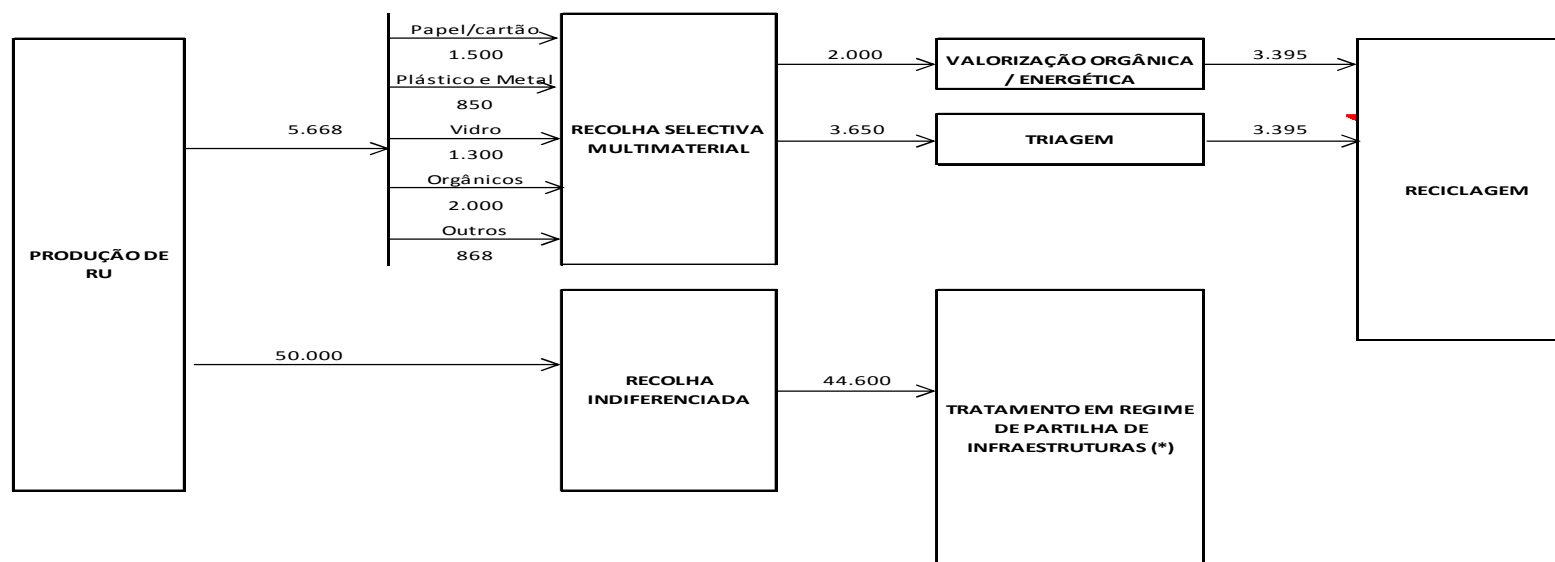 PRODUÇÃO DE
RU
5.668
50.000
Papel/cartão
1.500
Plástico e Metal
850
Vidro
1.300
Orgânicos
2.000
Outros
868
RECOLHA SELECTIVA
MULTIMATERIAL
2.000
3.650
VALORIZAÇÃO ORGÂNICA
/ ENERGÉTICA
TRIAGEM
3.395
3.395
RECICLAGEM
RECOLHA
INDIFERENCIADA
44.600
TRATAMENTO EM REGIME
DE PARTILHA DE
INFRAESTRUTURAS (*)